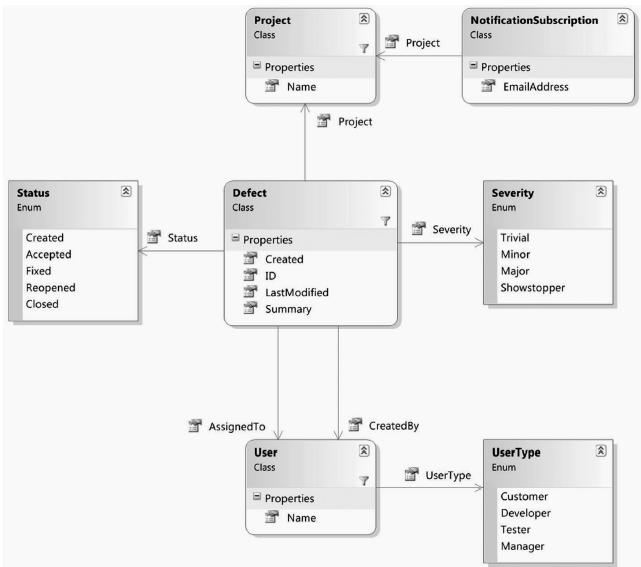 Project
Class
Properties
Name
NotificationSubscription
Class
Properties
EmailAddress
Project
Project
Status
Enum
Created
Accepted
Fixed
Reopened
Closed
Status
Defect
Class
Properties
Created
ID
LastModified
Summary
Severity
Severity
Enum
Trivial
Minor
Major
Showstopper
AssignedTo
CreatedBy
User
Class
Properties
Name
UserType
UserType
Enum
Customer
Developer
Tester
Manager